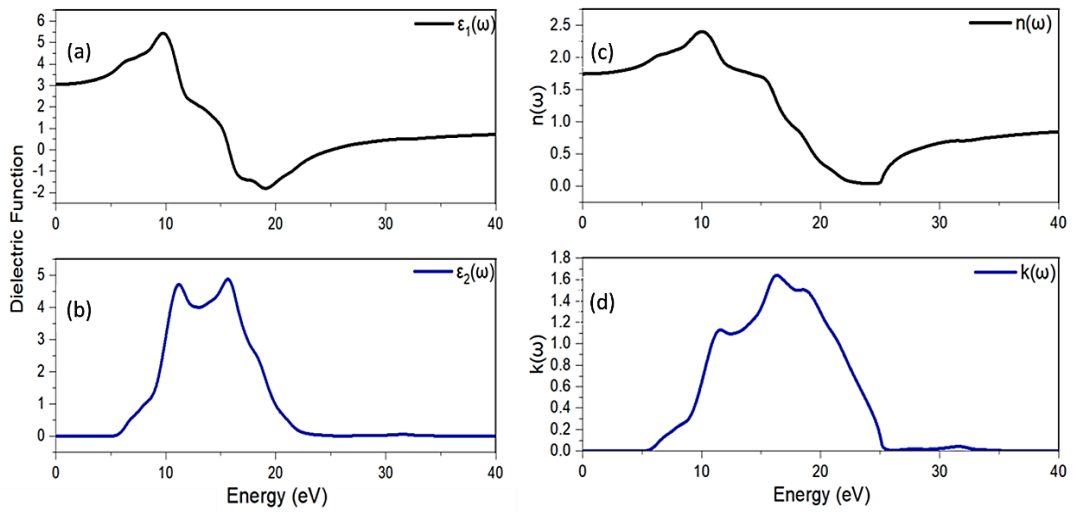 Dielectric Function
(a)
ε₁(ω)
6
5
4
3
2
1
0
-1
-2
0 10 20 30 40
(b)
ε₂(ω)
5
4
3
2
1
0
0 10 20 30 40
Energy (eV)
(c)
n(ω)
n(ω)
2.5
2.0
1.5
1.0
0.5
0.0
0 10 20 30 40
(d)
k(ω)
k(ω)
1.8
1.6
1.4
1.2
1.0
0.8
0.6
0.4
0.2
0.0
0 10 20 30 40
Energy (eV)